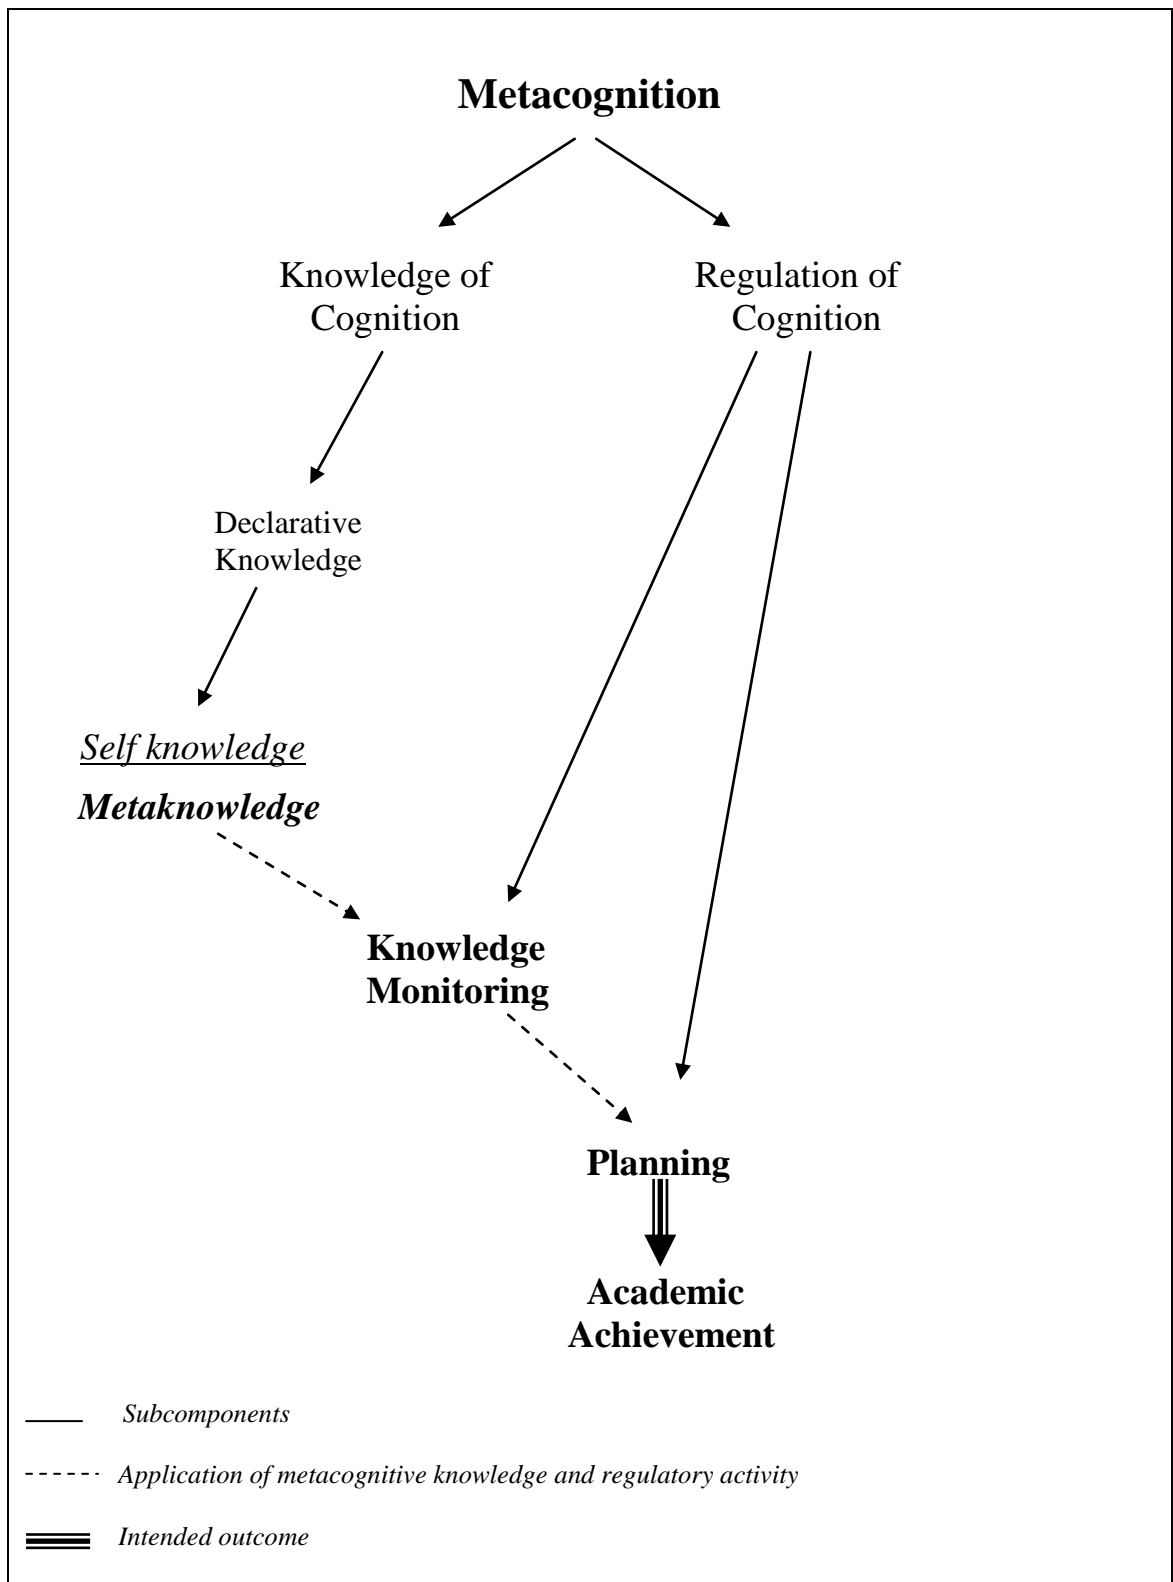 Metacognition
Knowledge of
Cognition
Regulation of
Cognition
Declarative
Knowledge
Self knowledge
Metaknowledge
Knowledge
Monitoring
Planning
Academic
Achievement
Subcomponents
Application of metacognitive knowledge and regulatory activity
Intended outcome